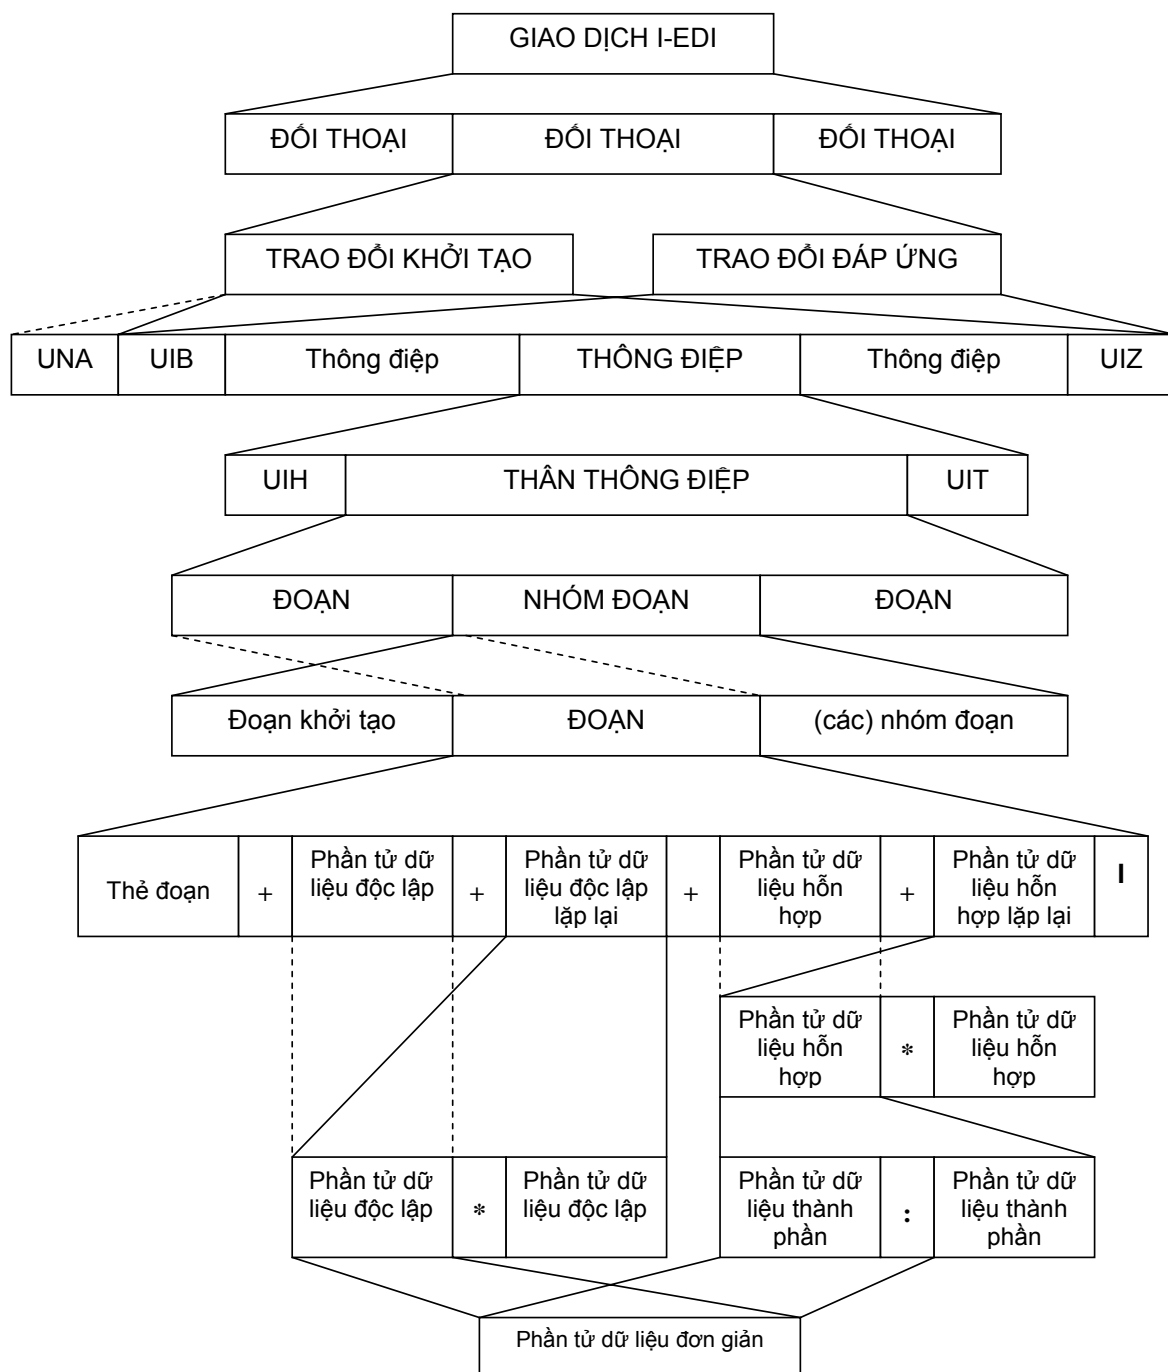 GIAO DỊCH I-EDI
ĐỐI THOẠI ĐỐI THOẠI ĐỐI THOẠI
TRAO ĐỔI KHỞI TẠO TRAO ĐỔI ĐÁP ỨNG
UNA UIB Thông điệp THÔNG ĐIỆP Thông điệp UIZ
UIH THÂN THÔNG ĐIỆP UIT
ĐOẠN NHÓM ĐOẠN ĐOẠN
Đoạn khởi tạo ĐOẠN (các) nhóm đoạn
Thẻ đoạn
+
Phần tử dữ
liệu độc lập
+
Phần tử dữ
liệu độc lập
lặp lại
+
Phần tử dữ
liệu hỗn
hợp
+
Phần tử dữ
liệu hỗn
hợp lặp lại
I
Phần tử dữ
liệu hỗn
hợp
*
Phần tử dữ
liệu hỗn
hợp
Phần tử dữ
liệu độc lập
*
Phần tử dữ
liệu độc lập
Phần tử dữ
liệu thành
phần
:
Phần tử dữ
liệu thành
phần
Phần tử dữ liệu đơn giản